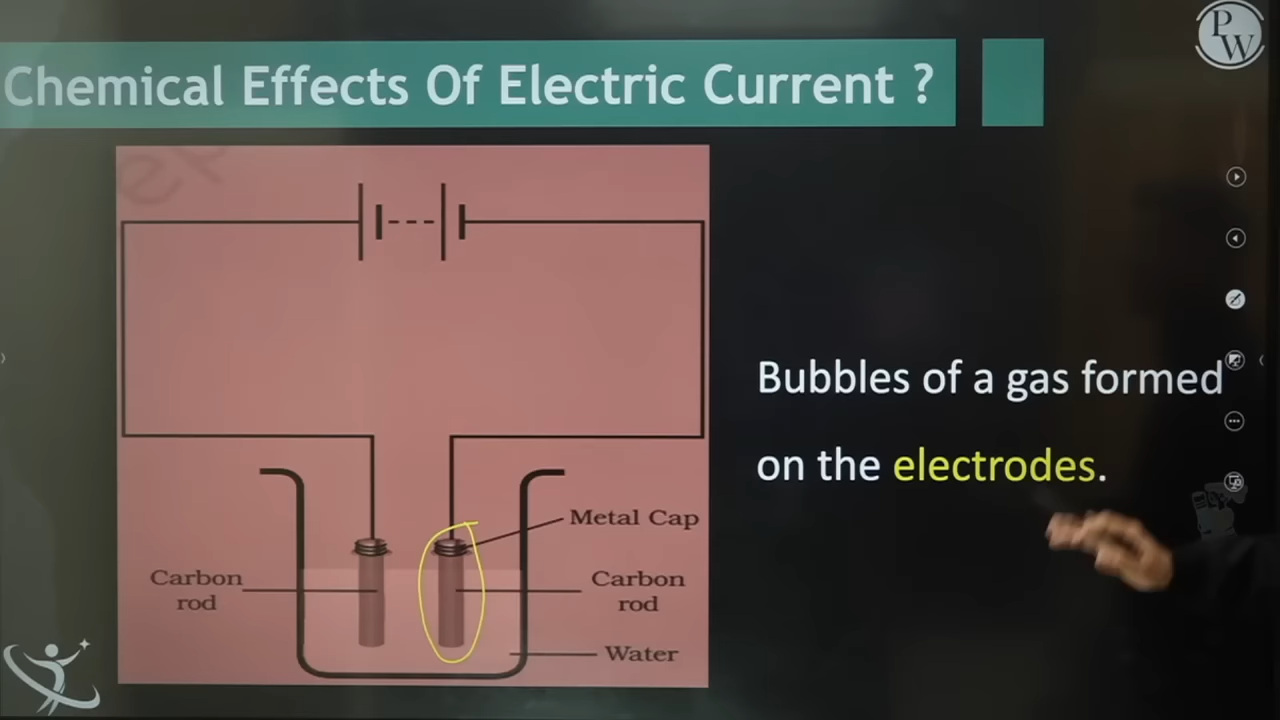 PW
Chemical Effects Of Electric Current ?
Bubbles of a gas formed
on the electrodes.
Metal Cap
Carbon
rod
Carbon
rod
Water